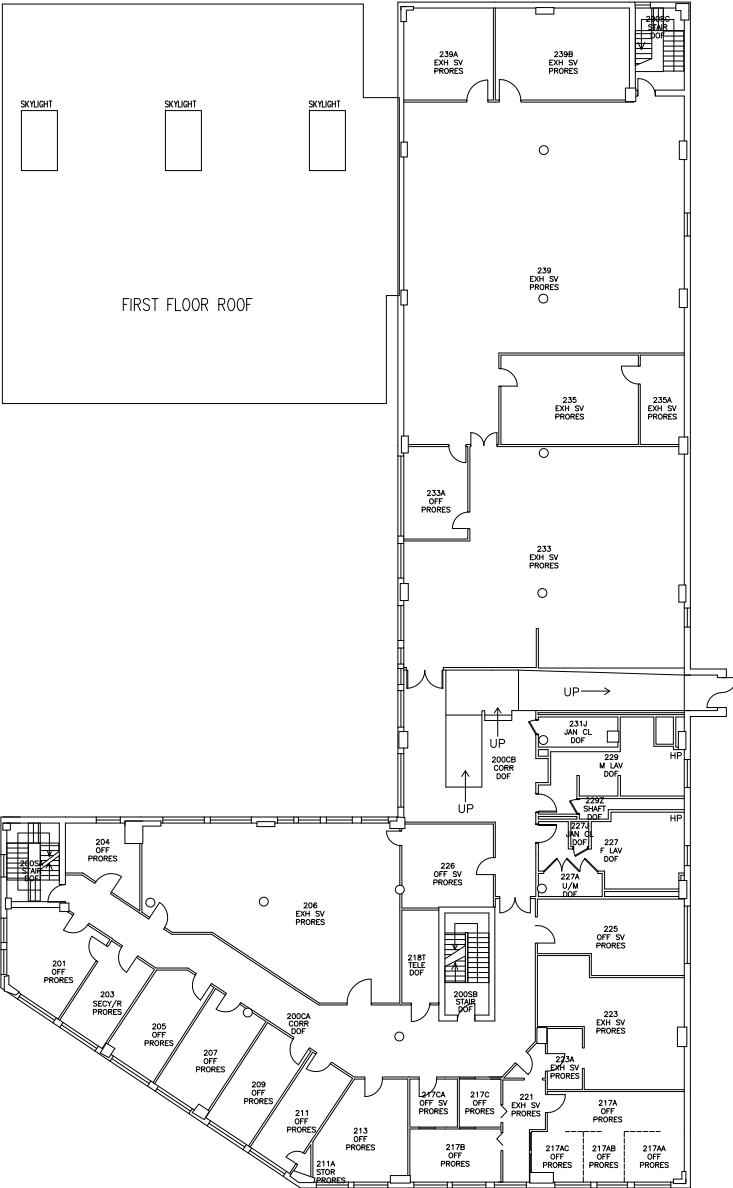 200SC
STAIR
DOF
239A
EXH SV
PRORES
239B
EXH SV
PRORES
SKYLIGHT
SKYLIGHT
SKYLIGHT
239
EXH SV
PRORES
FIRST FLOOR ROOF
235
EXH SV
PRORES
235A
EXH SV
PRORES
233A
OFF
PRORES
233
EXH SV
PRORES
UP
231J
JAN CL
DOF
UP
200CB
CORR
DOF
229
M LAV
DOF
HP
UP
229Z
SHAFT
DOF
HP
227J
JAN CL
DOF
227
F LAV
DOF
204
OFF
PRORES
200SA
STAIR
DOF
226
OFF SV
PRORES
227A
U/M
DOF
206
EXH SV
PRORES
225
OFF SV
PRORES
218T
TELE
DOF
201
OFF
PRORES
203
SECY/R
PRORES
200SB
STAIR
DOF
200CA
CORR
DOF
223
EXH SV
PRORES
205
OFF
PRORES
207
OFF
PRORES
223A
EXH SV
PRORES
209
OFF
PRORES
217CA
OFF SV
PRORES
217C
OFF
PRORES
221
EXH SV
PRORES
217A
OFF
PRORES
211
OFF
PRORES
213
OFF
PRORES
217B
OFF
PRORES
217AC
OFF
PRORES
217AB
OFF
PRORES
217AA
OFF
PRORES
211A
STOR
PRORES